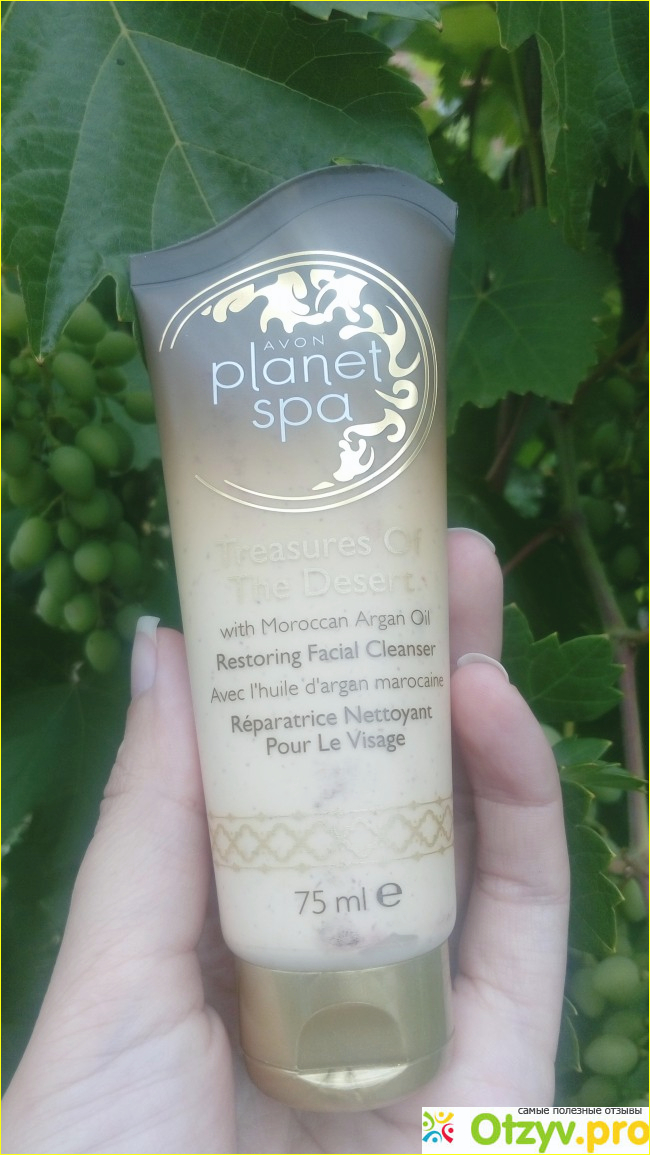 AVON
planet
spa
Treasures Of
The Desert
with Moroccan Argan Oil
Restoring Facial Cleanser
Avec l'huile d'argan marocaine
Réparatrice Nettoyant
Pour Le Visage
75 ml e
самые полезные отзывы
Otzyv.pro